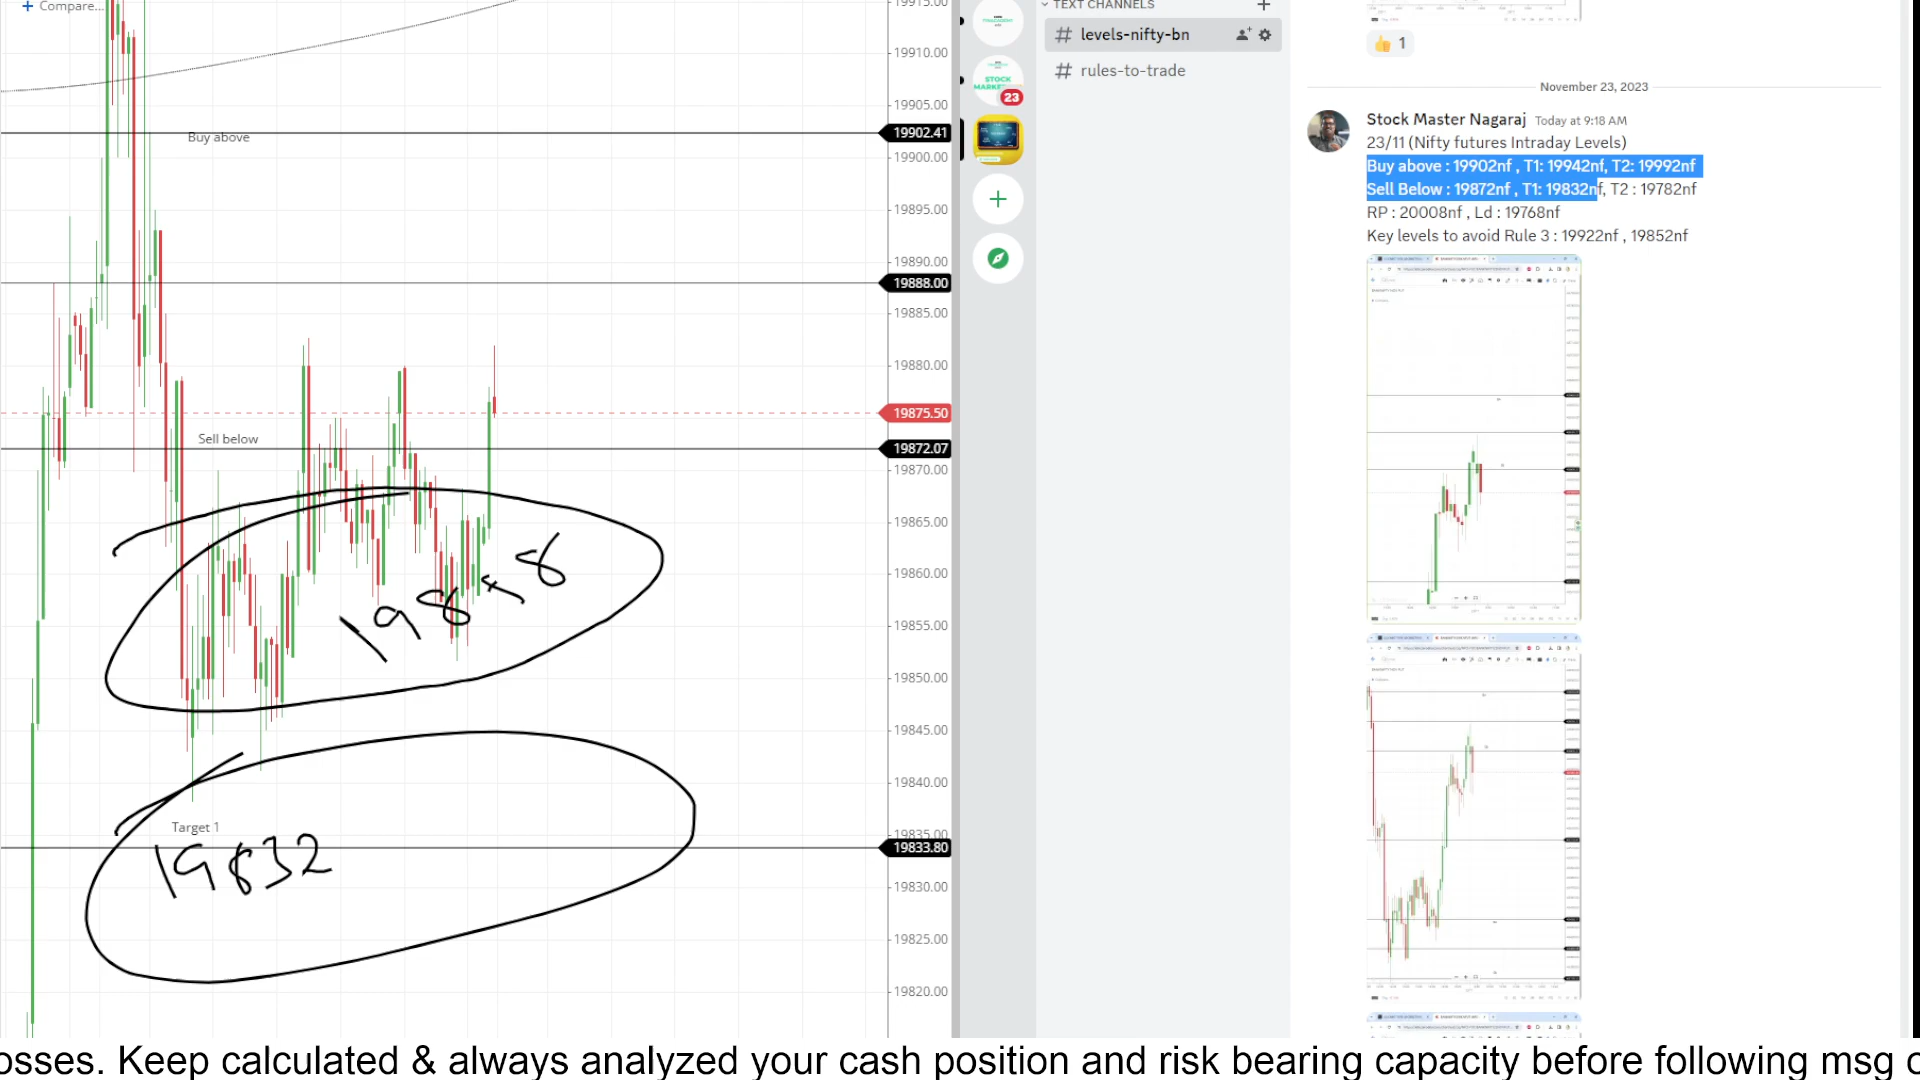 + Compare...
19915.00
19910.00
19905.00
19902.41
Buy above
19900.00
19895.00
19890.00
19888.00
19885.00
19880.00
19875.50
Sell below
19872.07
19870.00
19865.00
19860.00
19855.00
19850.00
19845.00
19840.00
Target 1
19835.00
19833.80
19832
19830.00
19825.00
19820.00
TEXT CHANNELS
# levels-nifty-bn
# rules-to-trade
STOCK
23
👍 1
November 23, 2023
Stock Master Nagaraj Today at 9:18 AM
23/11 (Nifty futures Intraday Levels)
Buy above : 19902nf , T1: 19942nf, T2: 19992nf
Sell Below : 19872nf , T1: 19832nf, T2 : 19782nf
RP : 20008nf , Ld : 19768nf
Key levels to avoid Rule 3 : 19922nf , 19852nf
osses. Keep calculated & always analyzed your cash position and risk bearing capacity before following msg